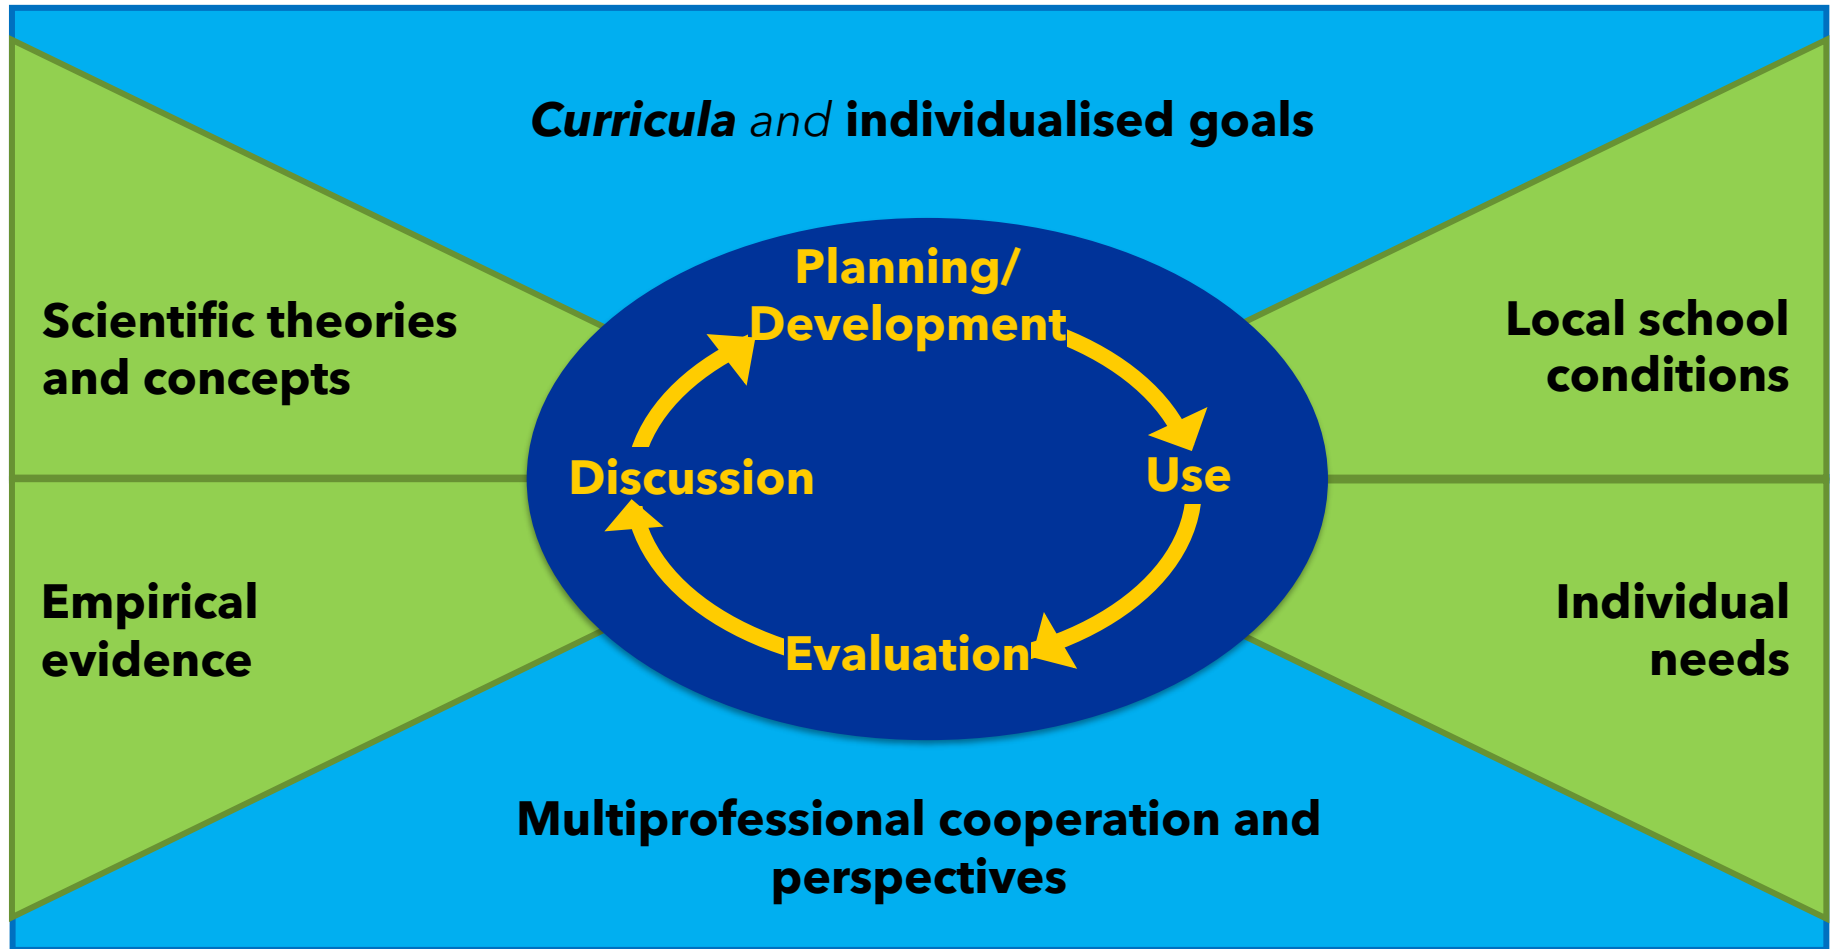 Curricula and individualised goals
Planning/
Development
Scientific theories
and concepts
Local school
conditions
Discussion
Use
Empirical
evidence
Individual
needs
Evaluation
Multiprofessional cooperation and
perspectives